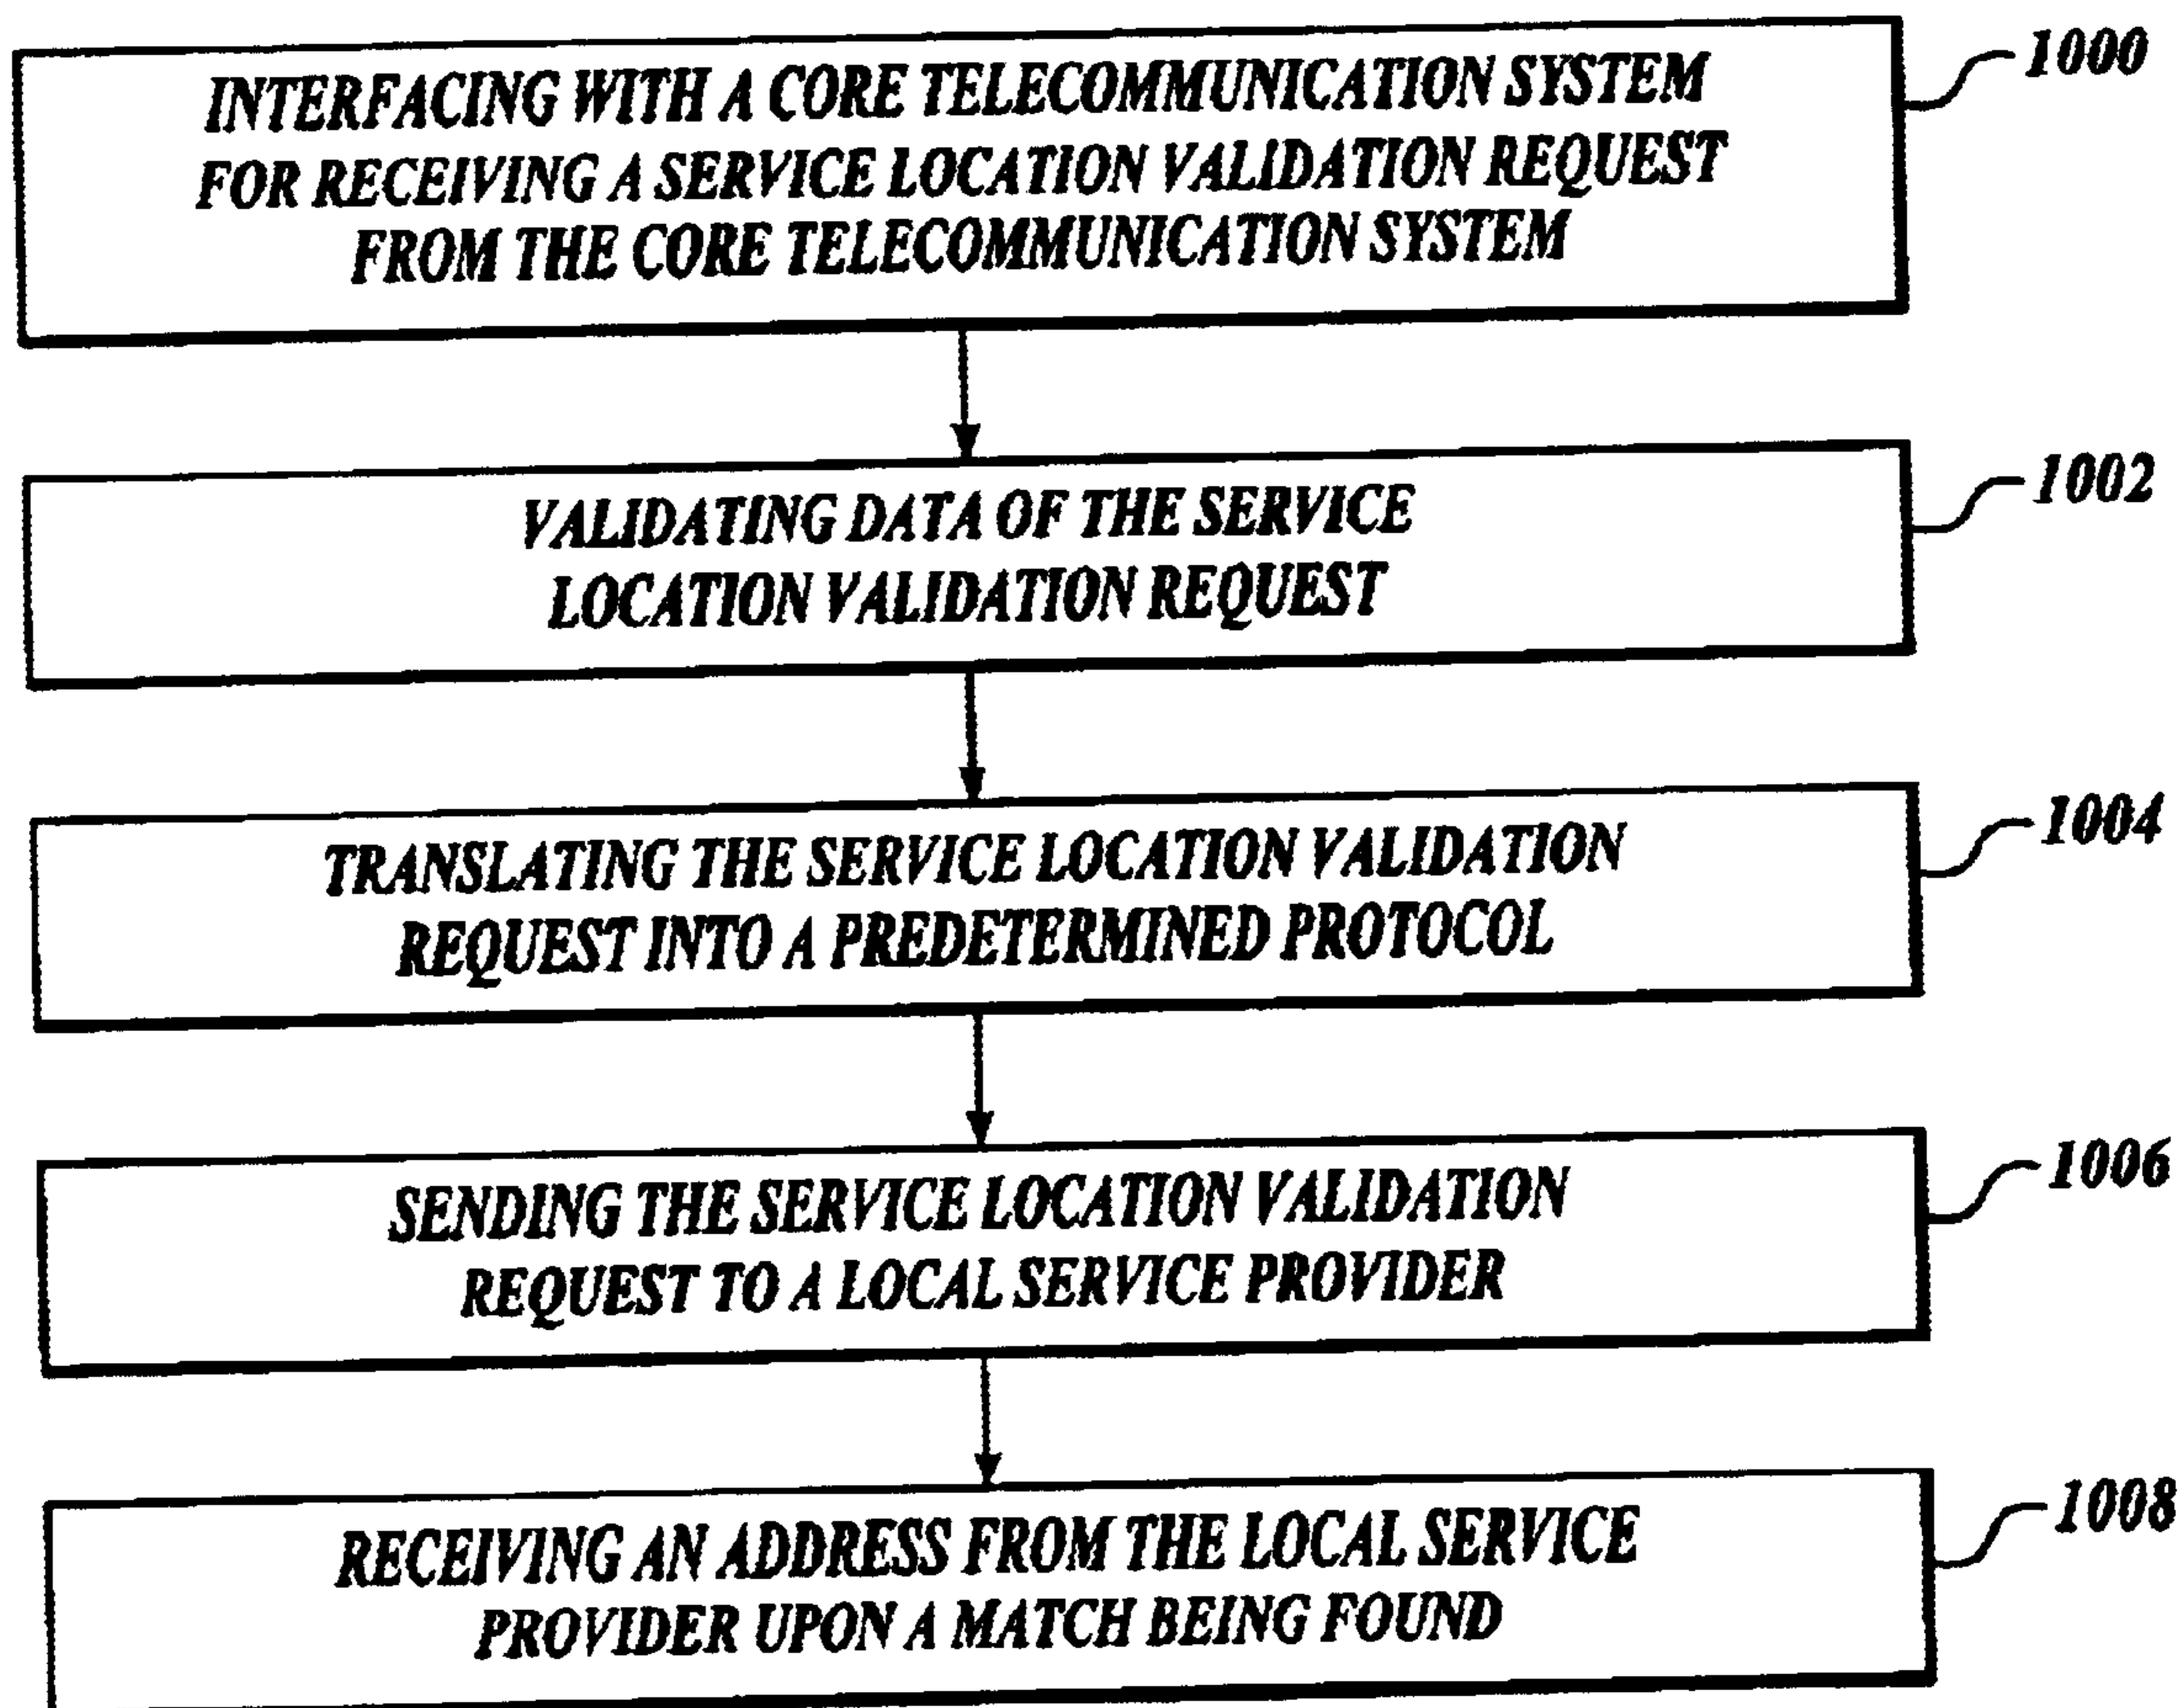 INTERFACING WITH A CORE TELECOMMUNICATION SYSTEM
FOR RECEIVING A SERVICE LOCATION VALIDATION REQUEST
FROM THE CORE TELECOMMUNICATION SYSTEM
1000
VALIDATING DATA OF THE SERVICE
LOCATION VALIDATION REQUEST
1002
TRANSLATING THE SERVICE LOCATION VALIDATION
REQUEST INTO A PREDETERMINED PROTOCOL
1004
SENDING THE SERVICE LOCATION VALIDATION
REQUEST TO A LOCAL SERVICE PROVIDER
1006
RECEIVING AN ADDRESS FROM THE LOCAL SERVICE
PROVIDER UPON A MATCH BEING FOUND
1008